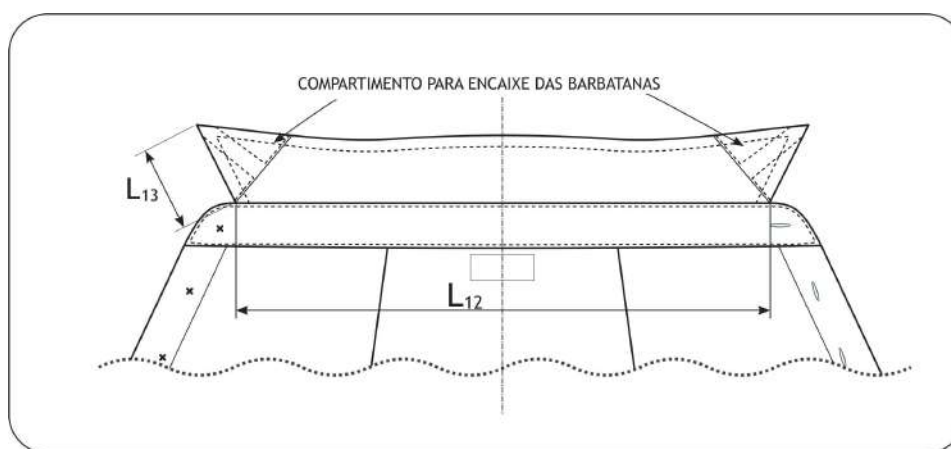 COMPARTIMENTO PARA ENCAIXE DAS BARBATANAS
L13
L12